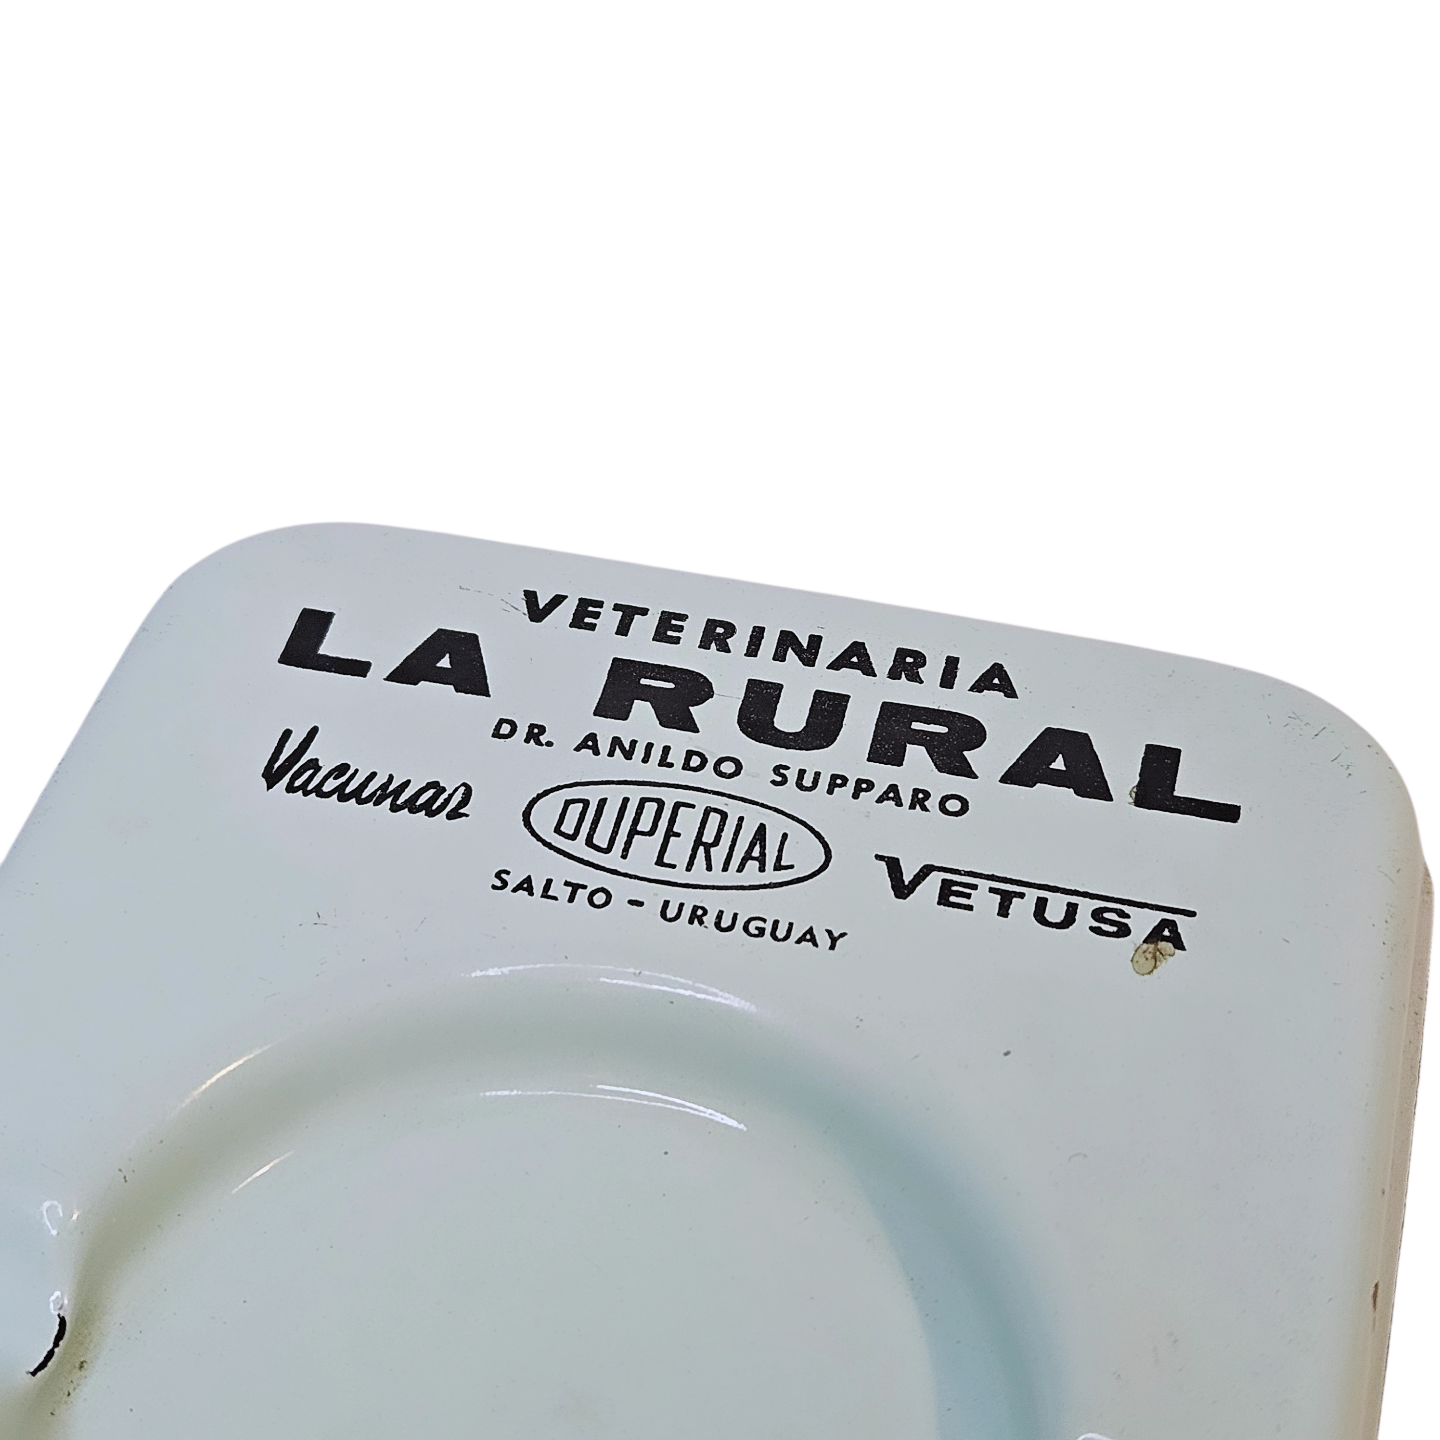 VETERINARIA
LA RURAL
DR. ANILDO SUPPARO
Vacunar DUPERIAL VETUSA
SALTO - URUGUAY